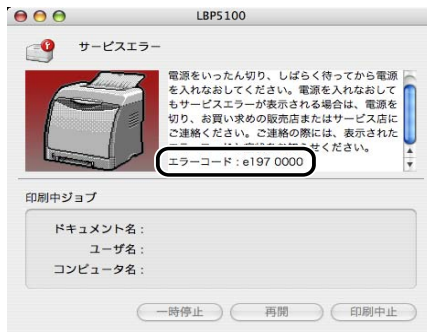 LBP5100
サービスエラー
電源をいったん切り、しばらく待ってから電源
を入れなおしてください。電源を入れなおして
もサービスエラーが表示される場合は、電源を
切り、お買い求めの販売店またはサービス店に
ご連絡ください。ご連絡の際には、表示された
せください。
エラーコード：e197 0000
印刷中ジョブ
ドキュメント名：
ユーザ名：
コンピュータ名：
一時停止 再開 印刷中止